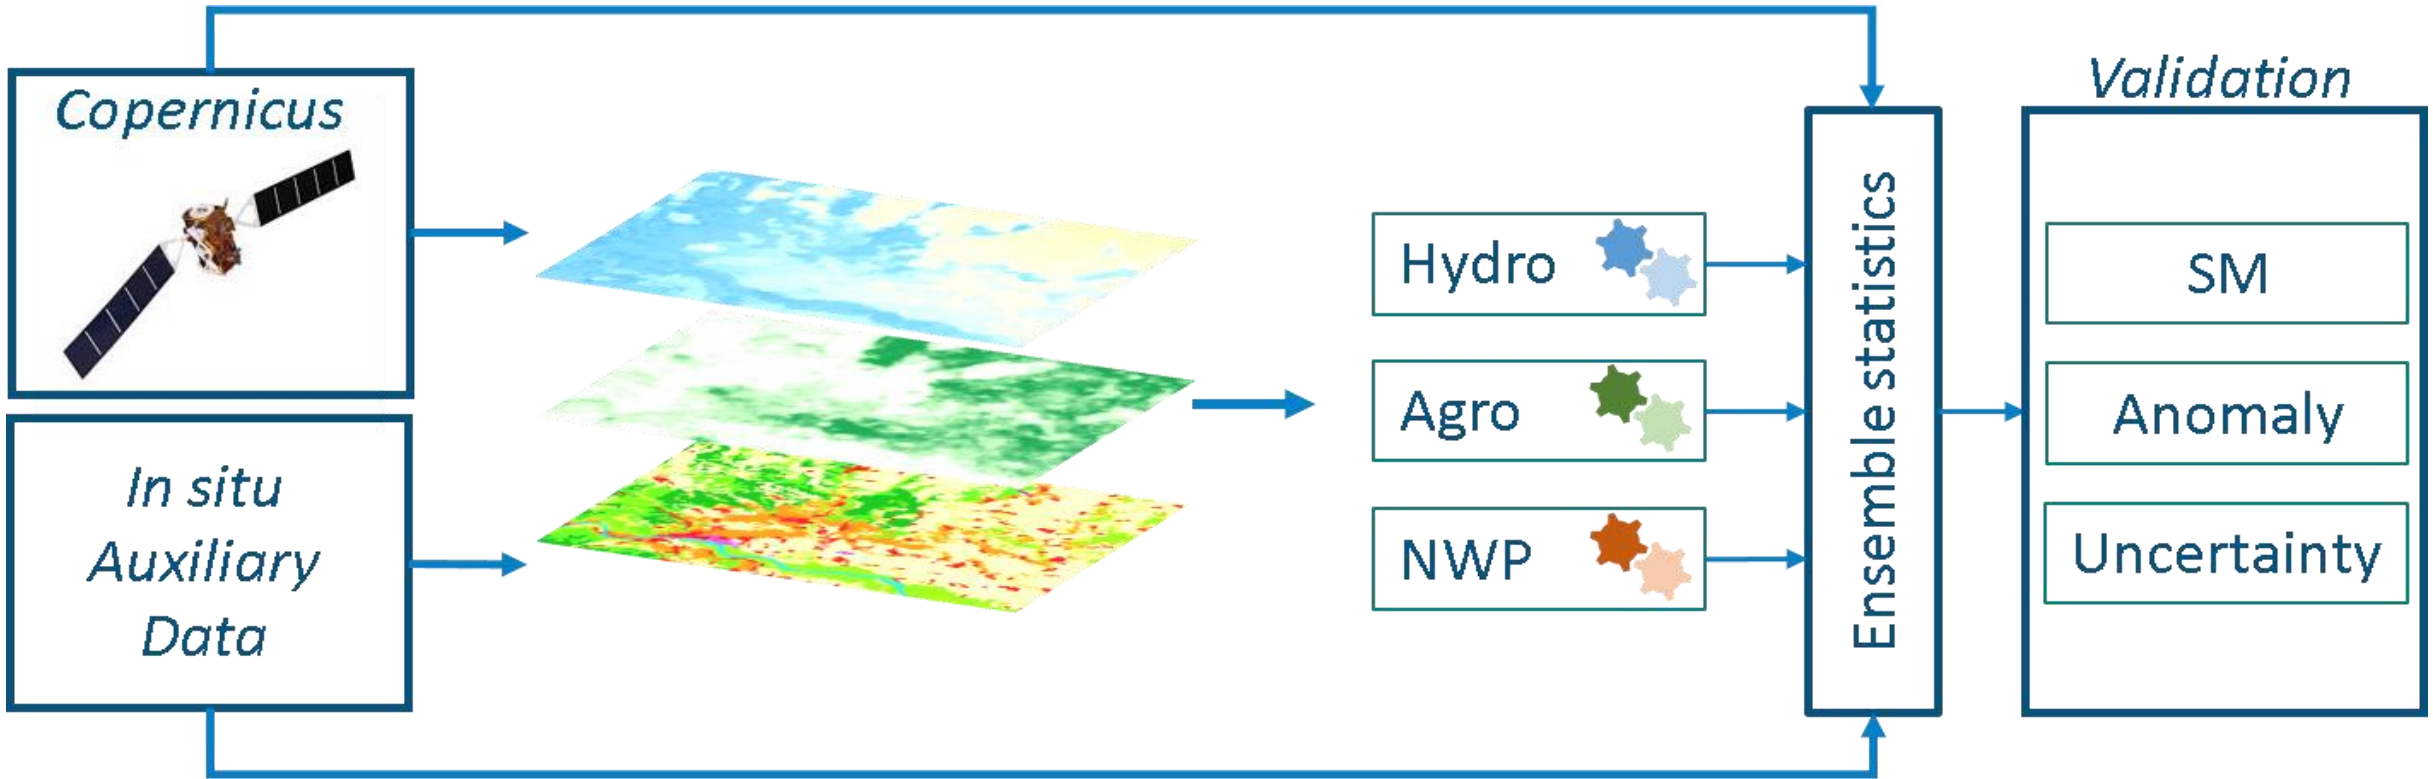 Copernicus
In situ
Auxiliary
Data
Hydro
Agro
NWP
Ensemble statistics
Validation
SM
Anomaly
Uncertainty